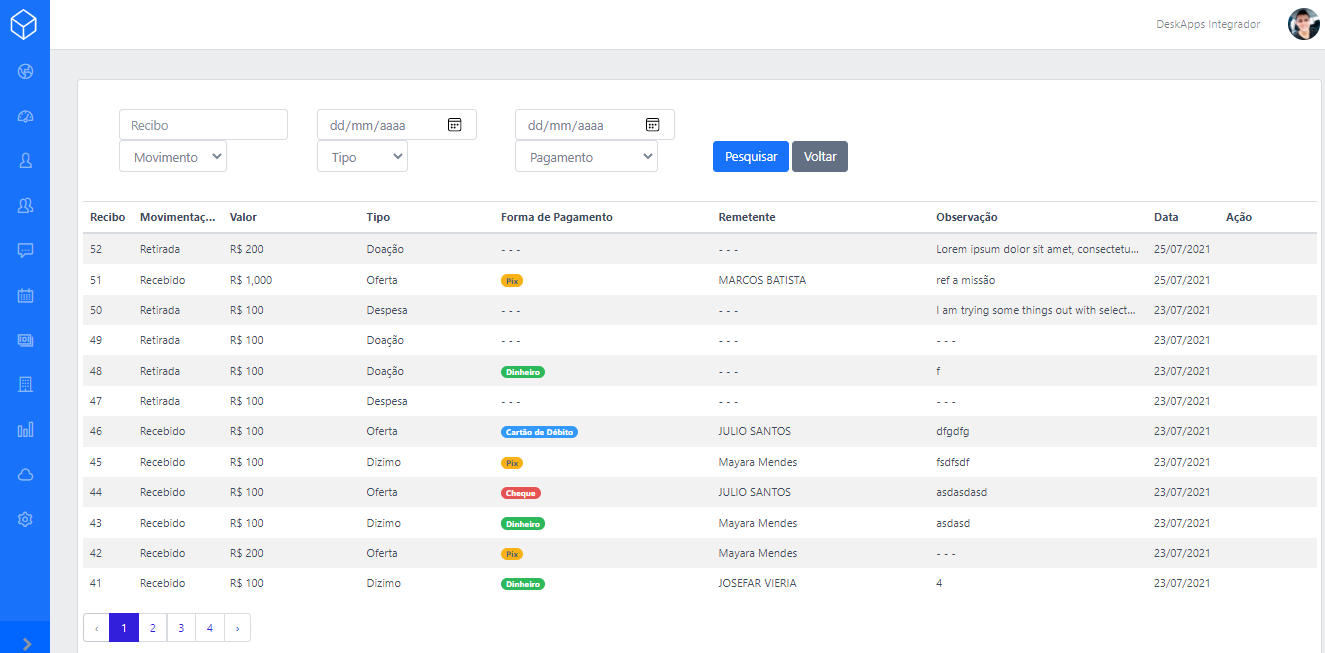 DeskApps Integrador
Recibo dd/mm/aaaa dd/mm/aaaa
Movimento Tipo Pagamento Pesquisar Voltar
Recibo Movimentaç... Valor Tipo Forma de Pagamento Remetente Observação Data Ação
52 Retirada R$ 200 Doação - - - - - - Lorem ipsum dolor sit amet, consectetu... 25/07/2021
51 Recebido R$ 1,000 Oferta Pix MARCOS BATISTA ref a missão 25/07/2021
50 Retirada R$ 100 Despesa - - - - - - I am trying some things out with select... 23/07/2021
49 Retirada R$ 100 Doação - - - - - - - - - 23/07/2021
48 Retirada R$ 100 Doação Dinheiro - - - f 23/07/2021
47 Retirada R$ 100 Despesa - - - - - - - - - 23/07/2021
46 Recebido R$ 100 Oferta Cartão de Débito JULIO SANTOS dfgdfg 23/07/2021
45 Recebido R$ 100 Dizimo Pix Mayara Mendes fsdfsdf 23/07/2021
44 Recebido R$ 100 Oferta Cheque JULIO SANTOS asdasdasd 23/07/2021
43 Recebido R$ 100 Dizimo Dinheiro Mayara Mendes asdasd 23/07/2021
42 Recebido R$ 200 Oferta Pix Mayara Mendes - - - 23/07/2021
41 Recebido R$ 100 Dizimo Dinheiro JOSEFAR VIERIA 4 23/07/2021
‹ 1 2 3 4 ›